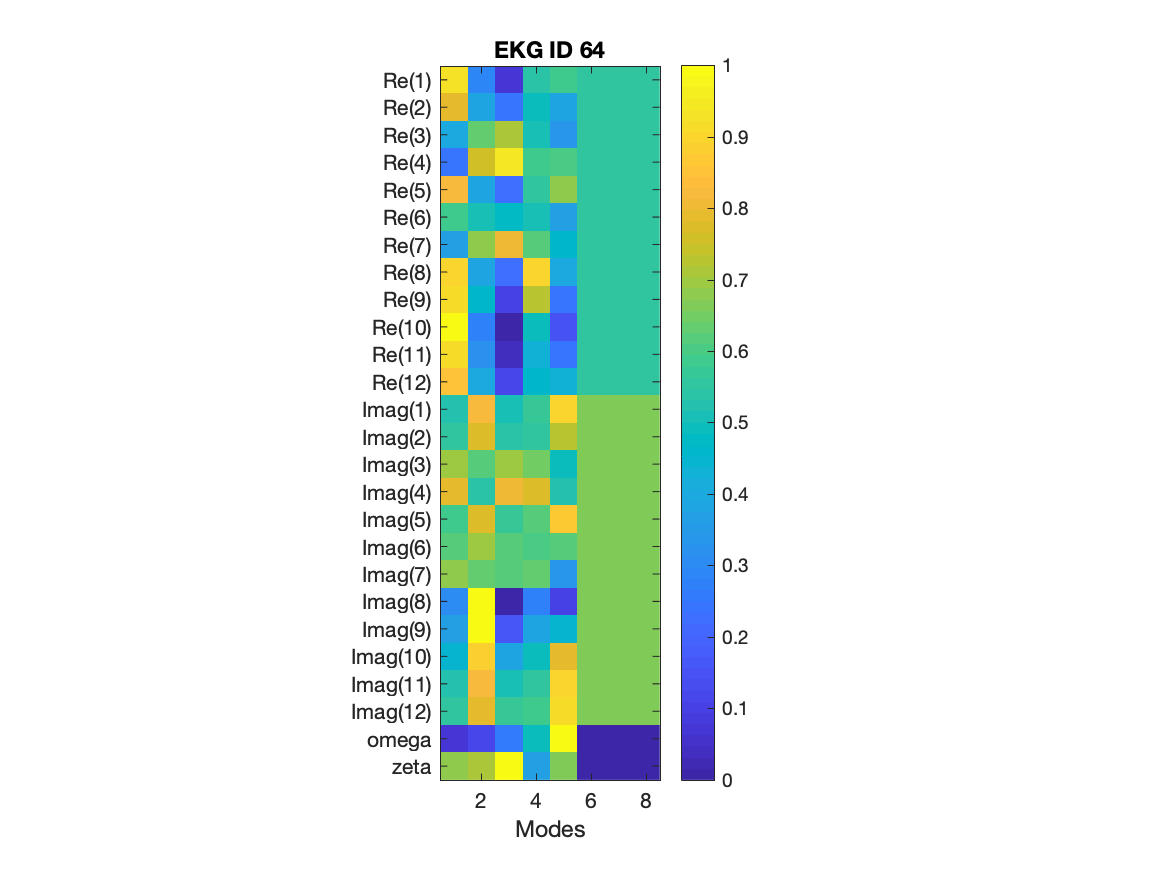 EKG ID 64
Re(1)
Re(2)
Re(3)
Re(4)
Re(5)
Re(6)
Re(7)
Re(8)
Re(9)
Re(10)
Re(11)
Re(12)
Imag(1)
Imag(2)
Imag(3)
Imag(4)
Imag(5)
Imag(6)
Imag(7)
Imag(8)
Imag(9)
Imag(10)
Imag(11)
Imag(12)
omega
zeta
2 4 6 8
Modes
1
0.9
0.8
0.7
0.6
0.5
0.4
0.3
0.2
0.1
0